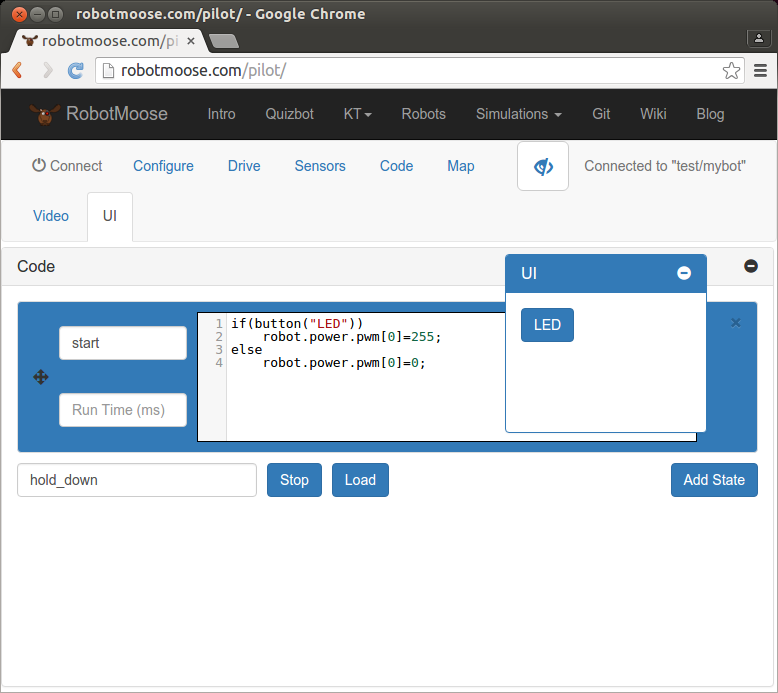 robotmoose.com/pilot/ - Google Chrome
robotmoose.com/pi
robotmoose.com/pilot/
RobotMoose Intro Quizbot KT Robots Simulations Git Wiki Blog
Connect Configure Drive Sensors Code Map Connected to "test/mybot"
Video UI
Code
UI
LED
start
Run Time (ms)
1 if(button("LED"))
2 robot.power.pwm[0]=255;
3 else
4 robot.power.pwm[0]=0;
hold_down Stop Load Add State